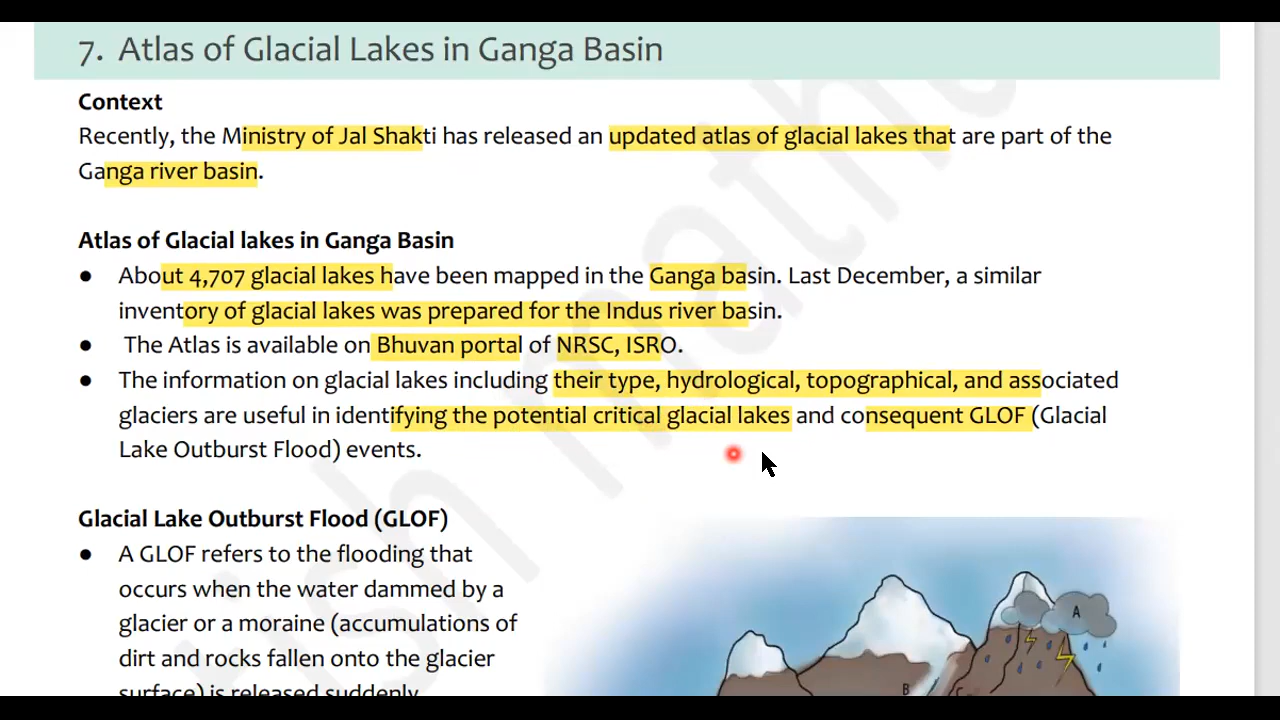 7. Atlas of Glacial Lakes in Ganga Basin
Context
Recently, the Ministry of Jal Shakti has released an updated atlas of glacial lakes that are part of the
Ganga river basin.
Atlas of Glacial lakes in Ganga Basin
● About 4,707 glacial lakes have been mapped in the Ganga basin. Last December, a similar
inventory of glacial lakes was prepared for the Indus river basin.
● The Atlas is available on Bhuvan portal of NRSC, ISRO.
● The information on glacial lakes including their type, hydrological, topographical, and associated
glaciers are useful in identifying the potential critical glacial lakes and consequent GLOF (Glacial
Lake Outburst Flood) events.
Glacial Lake Outburst Flood (GLOF)
● A GLOF refers to the flooding that
occurs when the water dammed by a
glacier or a moraine (accumulations of
dirt and rocks fallen onto the glacier
surface) is released suddenly
A
B
C